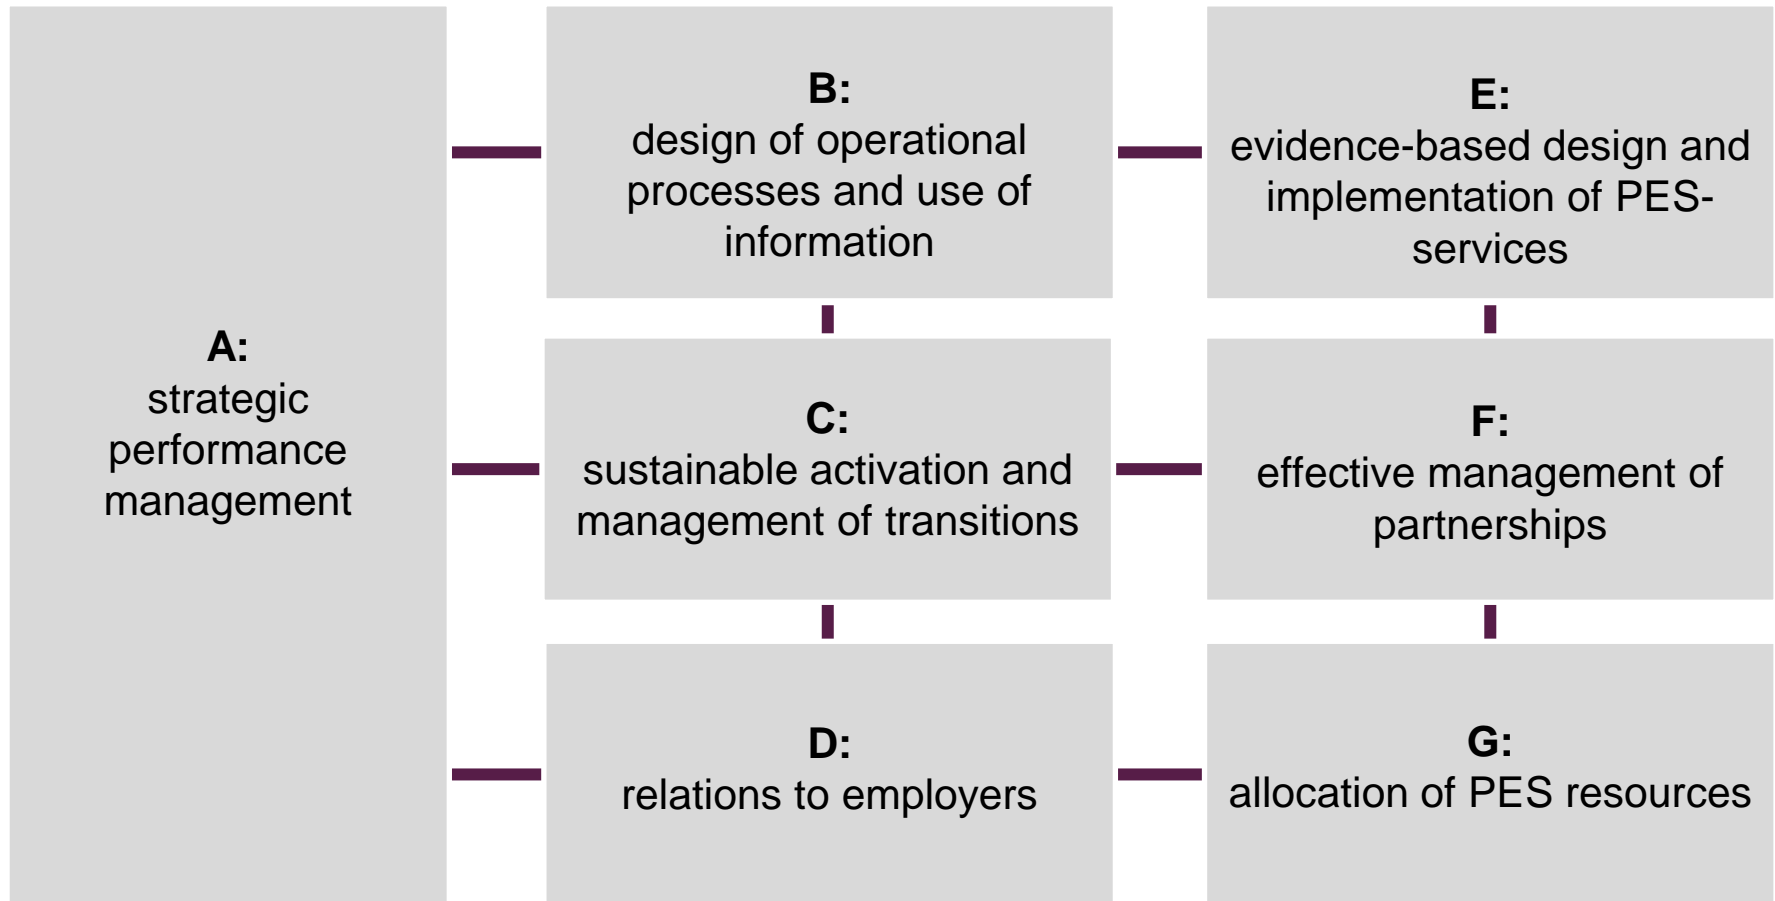 A:
strategic
performance
management
B:
design of operational
processes and use of
information
C:
sustainable activation and
management of transitions
D:
relations to employers
E:
evidence-based design and
implementation of PES-
services
F:
effective management of
partnerships
G:
allocation of PES resources